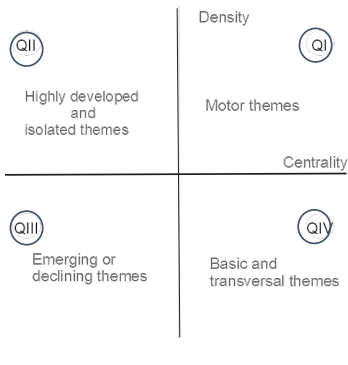 Density
QII
QI
Highly developed
and
isolated themes
Motor themes
Centrality
QIII
QIV
Emerging or
declining themes
Basic and
transversal themes